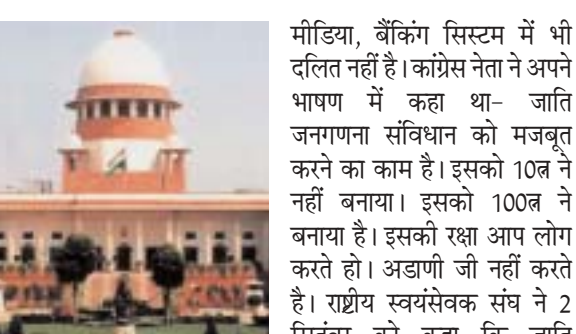 मीडिया, बैंकिंग सिस्टम में भी
दलित नहीं है। कांग्रेस नेता ने अपने
भाषण में कहा था– जाति
जनगणना संविधान को मजबूत
करने का काम है। इसको 10त्न ने
नहीं बनाया। इसको 100त्न ने
बनाया है। इसकी रक्षा आप लोग
करते हो। अडाणी जी नहीं करते
है। राष्ट्रीय स्वयंसेवक संघ ने 2